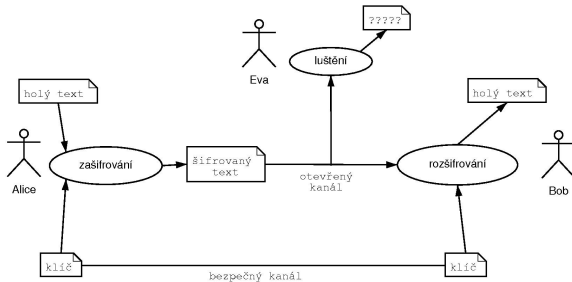 ?????
luštění
Eva
holý text
holý text
zašifrování
šifrovaný
text
otevřený
kanál
rozšifrování
Alice
Bob
klíč
bezpečný kanál
klíč